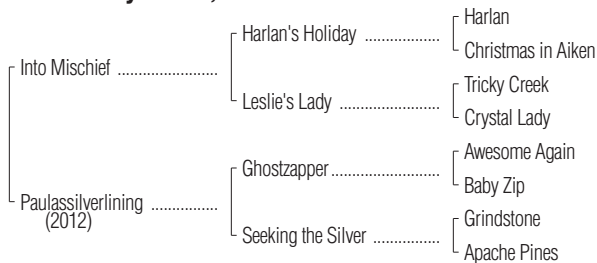 Harlan
Harlan's Holiday ..................
Christmas in Aiken
Into Mischief ........................
Tricky Creek
Leslie's Lady ........................
Crystal Lady
Awesome Again
Ghostzapper..........................
Baby Zip
Paulassilverlining ................
(2012)
Grindstone
Seeking the Silver ................
Apache Pines